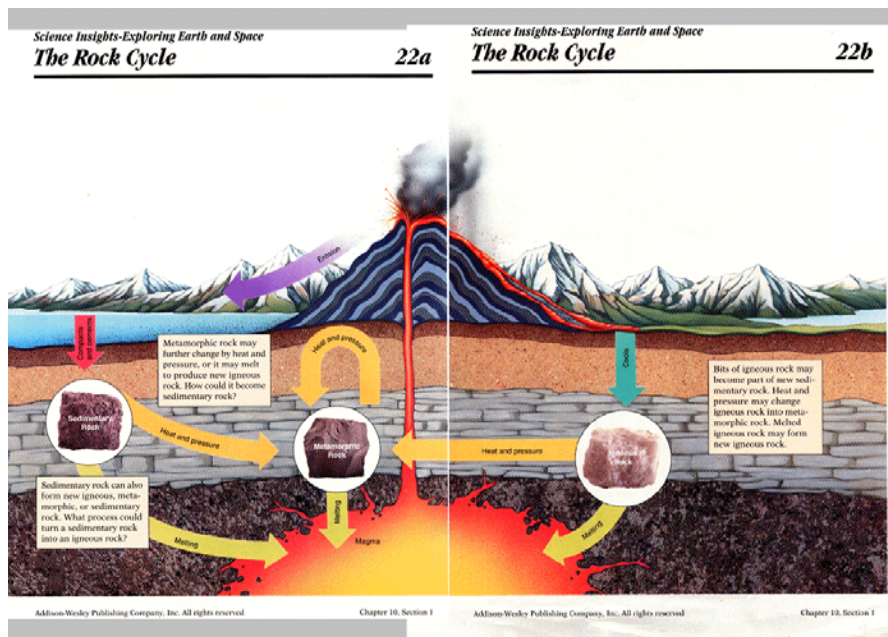 Science Insights-Exploring Earth and Space
The Rock Cycle 22a
Science Insights-Exploring Earth and Space
The Rock Cycle 22b
Erosion
Compacts
and cements
Metamorphic rock may
further change by heat and
pressure, or it may melt
to produce new igneous
rock. How could it become
sedimentary rock?
Heat and pressure
Cools
Bits of igneous rock may
become part of new sedi-
mentary rock. Heat and
pressure may change
igneous rock into meta-
morphic rock. Melted
igneous rock may form
new igneous rock.
Sedimentary
Rock
Heat and pressure
Metamorphic
Rock
Heat and pressure
Igneous
Rock
Sedimentary rock can also
form new igneous, meta-
morphic, or sedimentary
rock. What process could
turn a sedimentary rock
into an igneous rock?
Melting
Melting
Magma
Melting
Addison-Wesley Publishing Company, Inc. All rights reserved Chapter 10, Section 1
Addison-Wesley Publishing Company, Inc. All rights reserved Chapter 10, Section 1